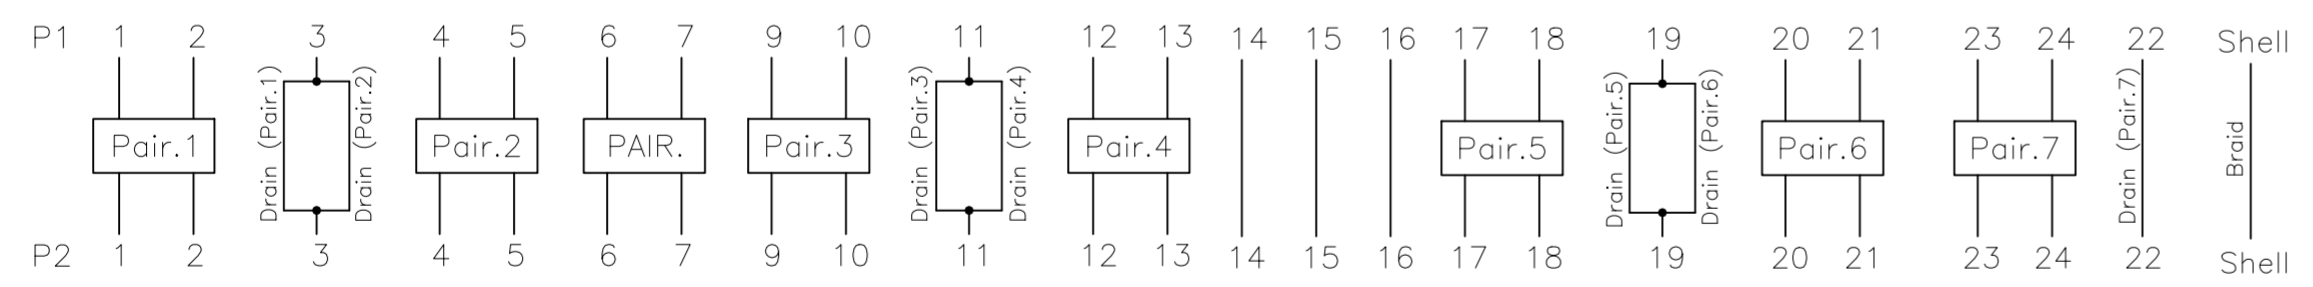 P1 1 2 3 4 5 6 7 9 10 11 12 13 14 15 16 17 18 19 20 21 23 24 22 Shell
Drain (Pair.1) Drain (Pair.2) Drain (Pair.3) Drain (Pair.4) Drain (Pair.5) Drain (Pair.6) Drain (Pair.7) Braid
Pair.1 Pair.2 PAIR. Pair.3 Pair.4 Pair.5 Pair.6 Pair.7
P2 1 2 3 4 5 6 7 9 10 11 12 13 14 15 16 17 18 19 20 21 23 24 22 Shell